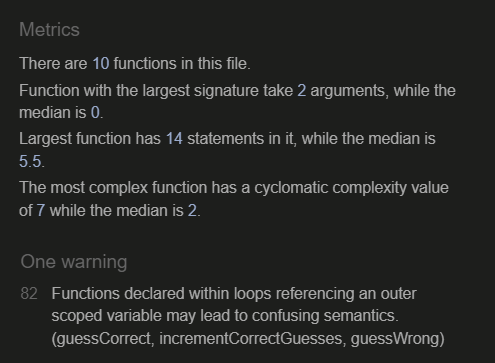 Metrics
There are 10 functions in this file.
Function with the largest signature take 2 arguments, while the
median is 0.
Largest function has 14 statements in it, while the median is
5.5.
The most complex function has a cyclomatic complexity value
of 7 while the median is 2.
One warning
82 Functions declared within loops referencing an outer
scoped variable may lead to confusing semantics.
(guessCorrect, incrementCorrectGuesses, guessWrong)